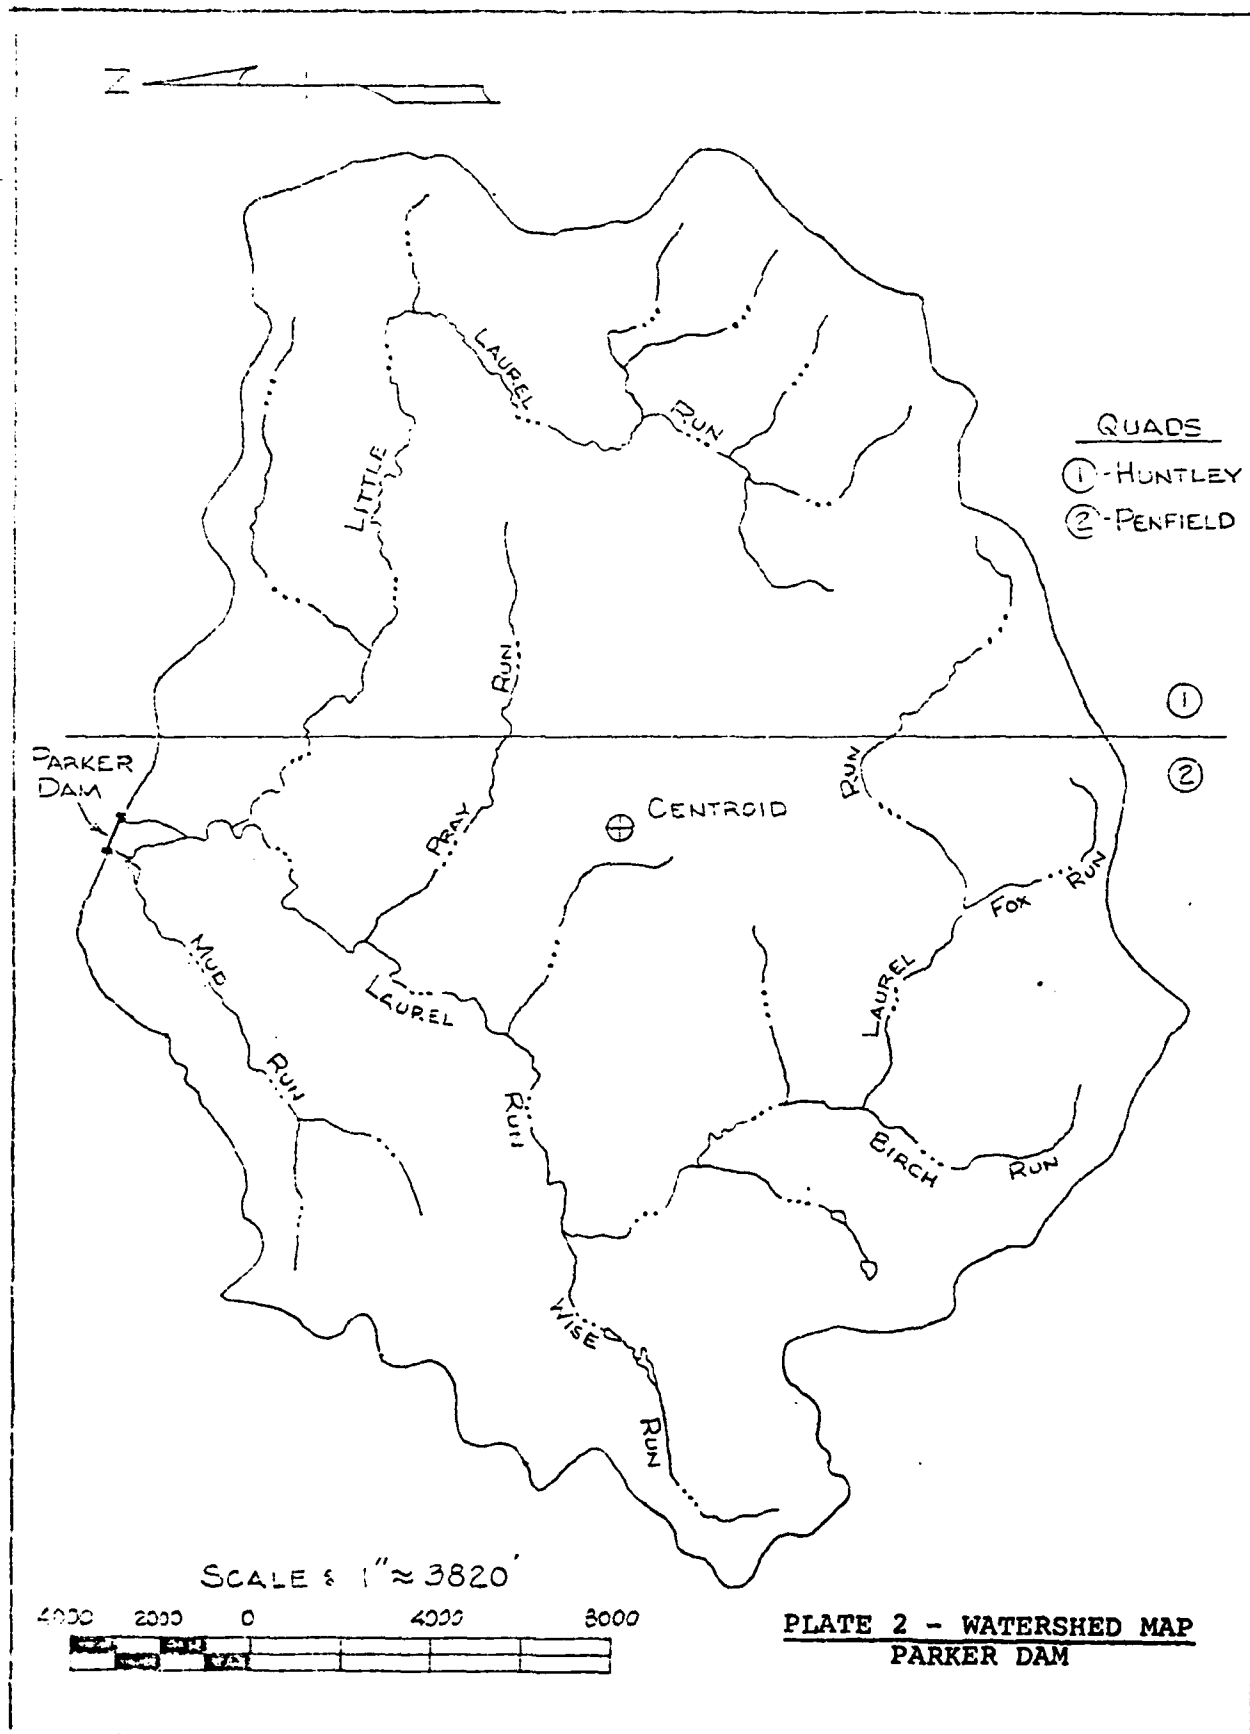 N
LAUREL
RUN
QUADS
①-HUNTLEY
②-PENFIELD
LITTLE
RUN
①
PARKER
DAM
②
RUN
CENTROID
PRAY
RUN
FOX
MUD
LAUREL
LAUREL
RUN
RUN
BIRCH
RUN
WISE
RUN
SCALE : 1" ≈ 3820'
4000 2000 0 4000 8000
PLATE 2 - WATERSHED MAP
PARKER DAM